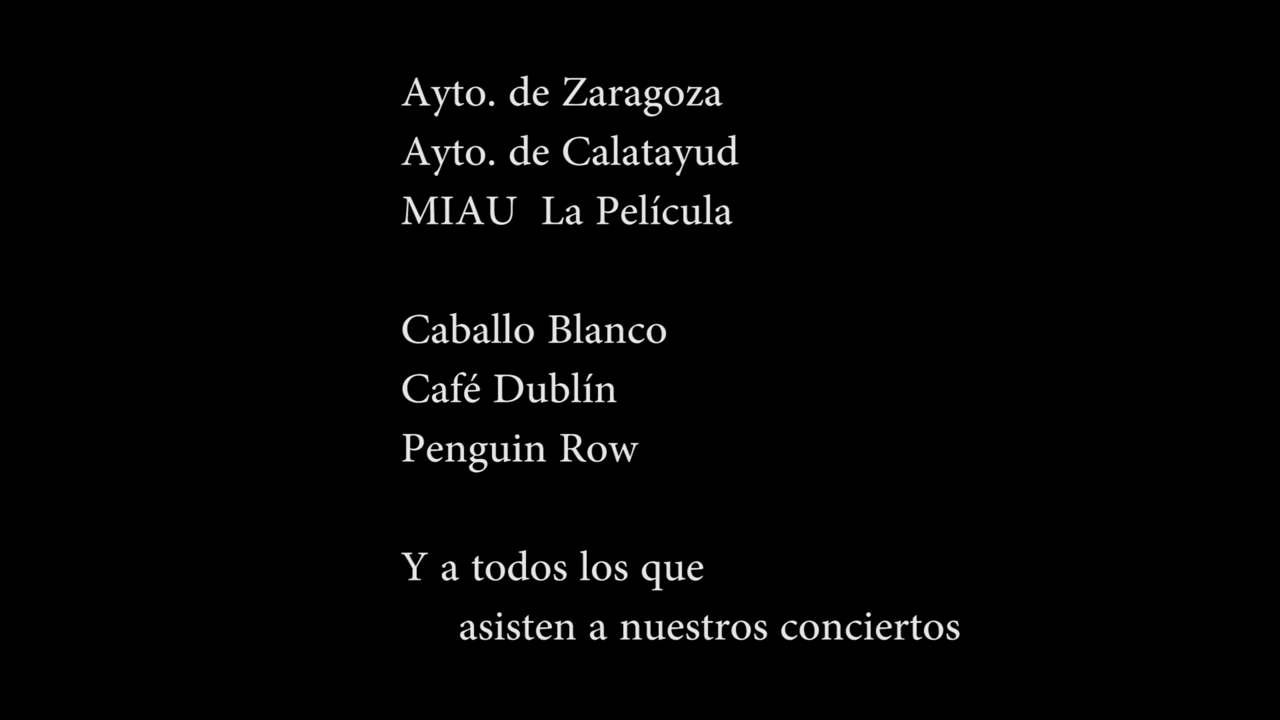 Ayto. de Zaragoza
Ayto. de Calatayud
MIAU  La Película
Caballo Blanco
Café Dublín
Penguin Row
Y a todos los que
asisten a nuestros conciertos